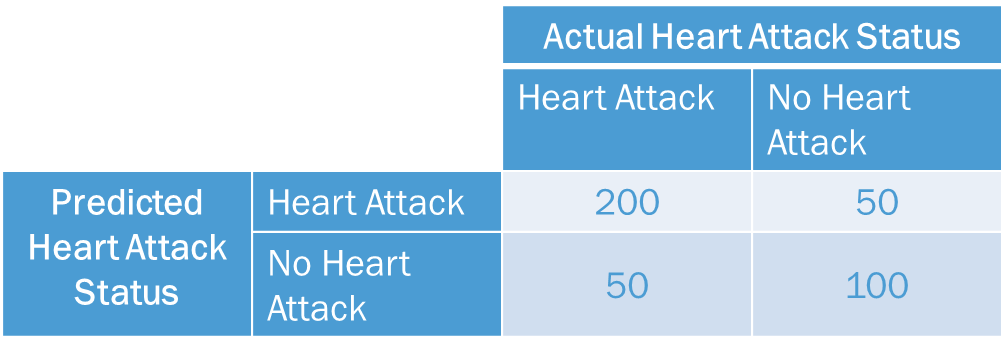 Actual Heart Attack Status
Heart Attack
No Heart
Attack
Predicted
Heart Attack
Status
Heart Attack
200
50
No Heart
Attack
50
100